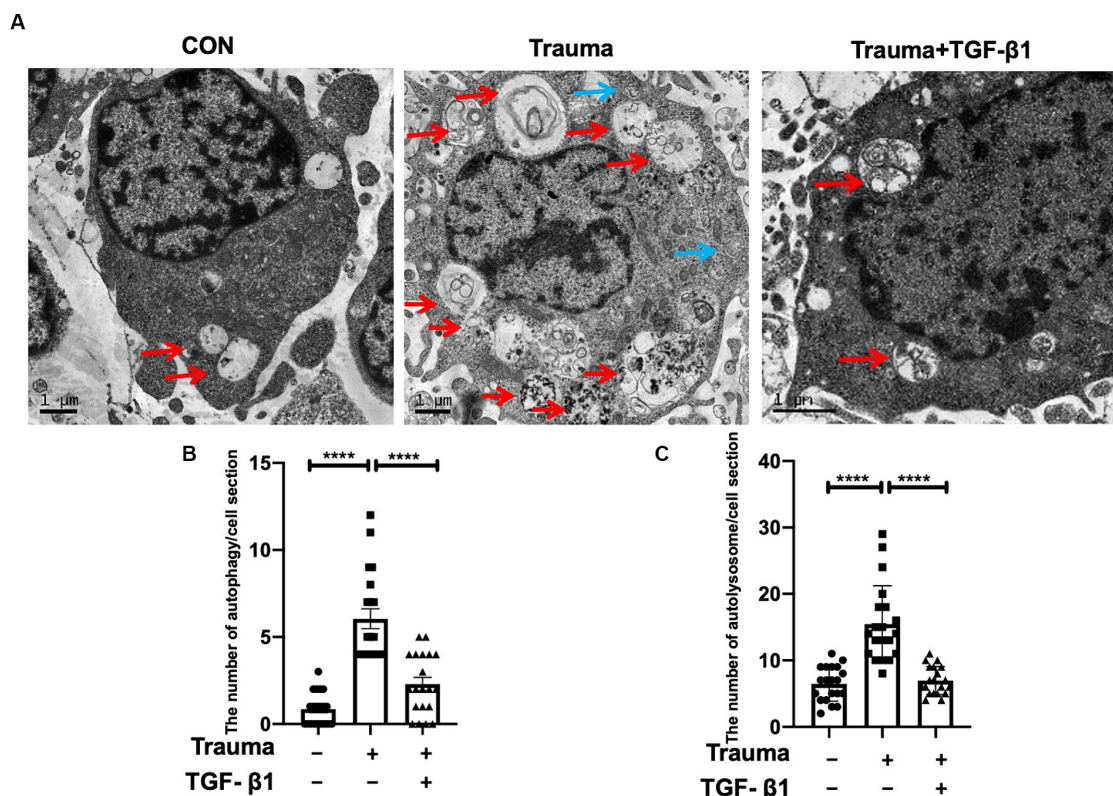 A
CON
Trauma
Trauma+TGF-β1
1 μm
1 μm
1 μm
B
The number of autophagy/cell section
15
10
5
0
**** ****
Trauma − + +
TGF- β1 − − +
C
The number of autolysosome/cell section
40
30
20
10
0
**** ****
Trauma − + +
TGF- β1 − − +